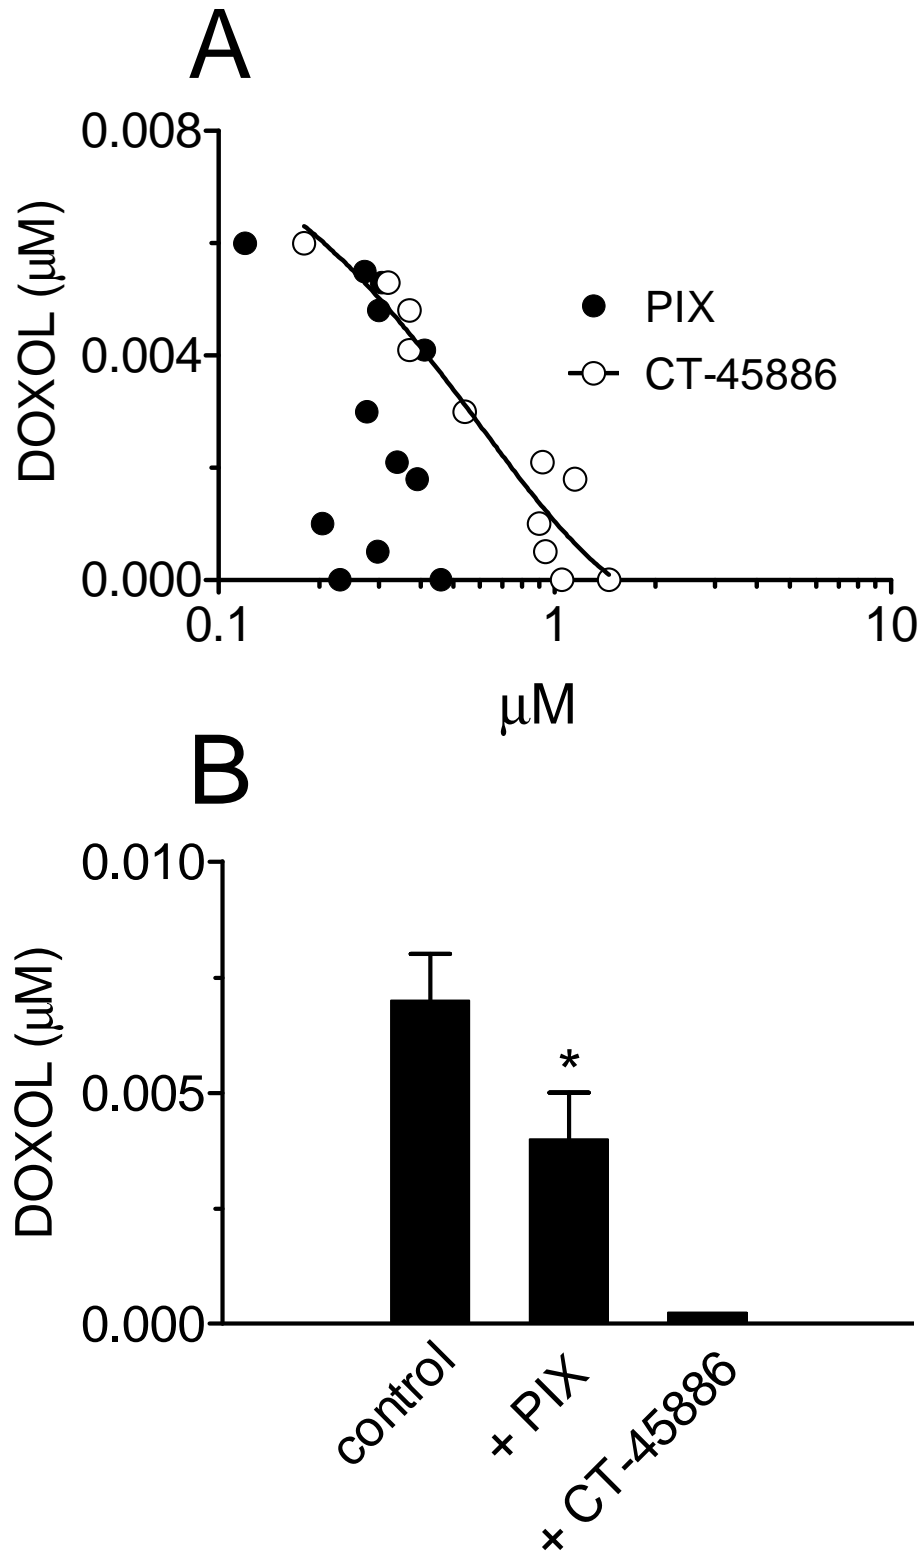 A
0.008
0.004
0.000
DOXOL (μM)
PIX
CT-45886
0.1 1 10
μM
B
0.010
0.005
0.000
DOXOL (μM)
*
control
+ PIX
+ CT-45886